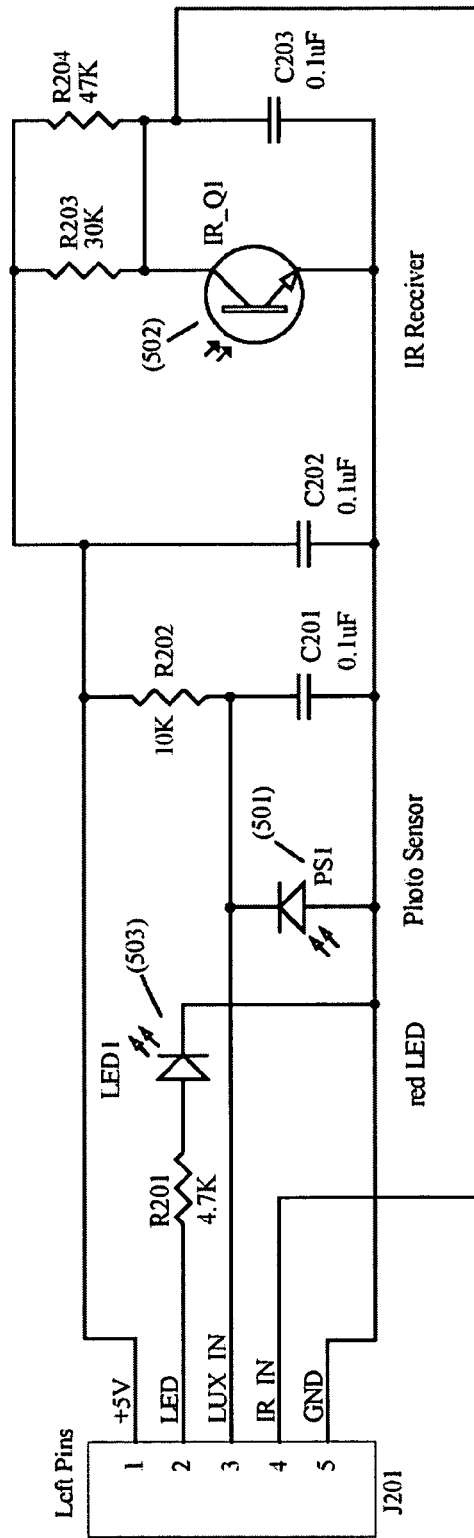 Left Pins
1
2
3
4
5
J201
+5V
LED
LUX IN
IR IN
GND
R201
4.7K
LED1
(503)
red LED
(501)
PS1
Photo Sensor
R202
10K
C201
0.1uF
C202
0.1uF
(502)
IR_Q1
IR Receiver
R203
30K
R204
47K
C203
0.1uF